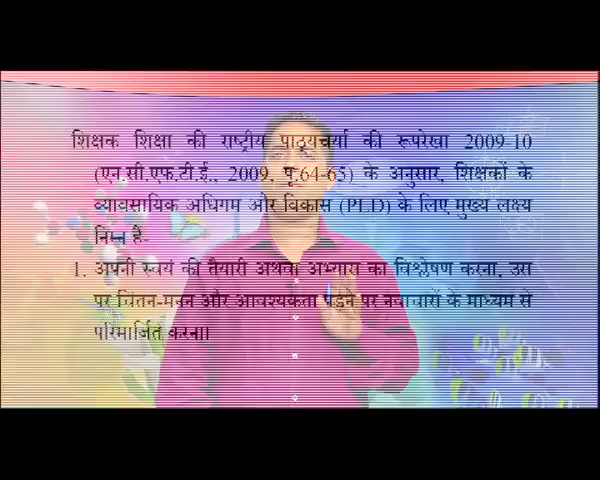 शिक्षक शिक्षा की राष्ट्रीय पाठ्यचर्या की रूपरेखा 2009-10
(एन.सी.एफ.टी.ई., 2009, पृ.64-65) के अनुसार, शिक्षकों के
व्यावसायिक अधिगम और विकास (PLD) के लिए मुख्य लक्ष्य
निम्न हैं-
1. अपनी स्वयं की तैयारी अथवा अभ्यास का विश्लेषण करना, उस
पर चिंतन-मनन और आवश्यकता पड़ने पर नवाचारों के माध्यम से
परिमार्जित करना।